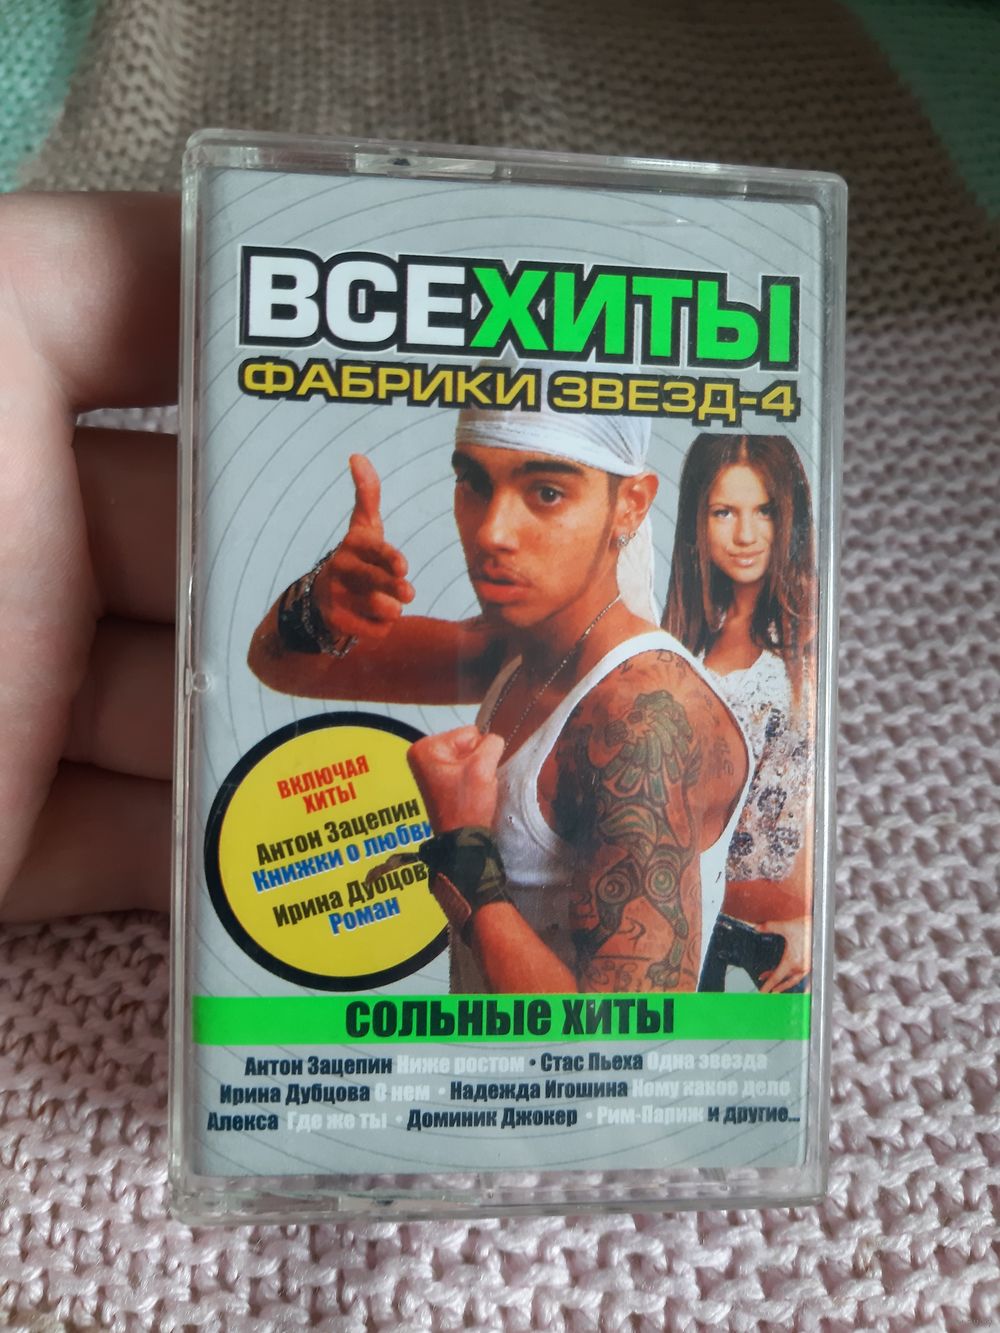 ВСЕХИТЫ
ФАБРИКИ ЗВЕЗД-4
ВКЛЮЧАЯ
ХИТЫ
Антон Зацепин
Книжки о любви
Ирина Дубцов
Роман
СОЛЬНЫЕ ХИТЫ
Антон Зацепин Ниже ростом • Стас Пьеха Одна звезда
Ирина Дубцова О нем • Надежда Игошина Кому какое дело
Алекса Где же ты • Доминик Джокер • Рим-Париж и другие...